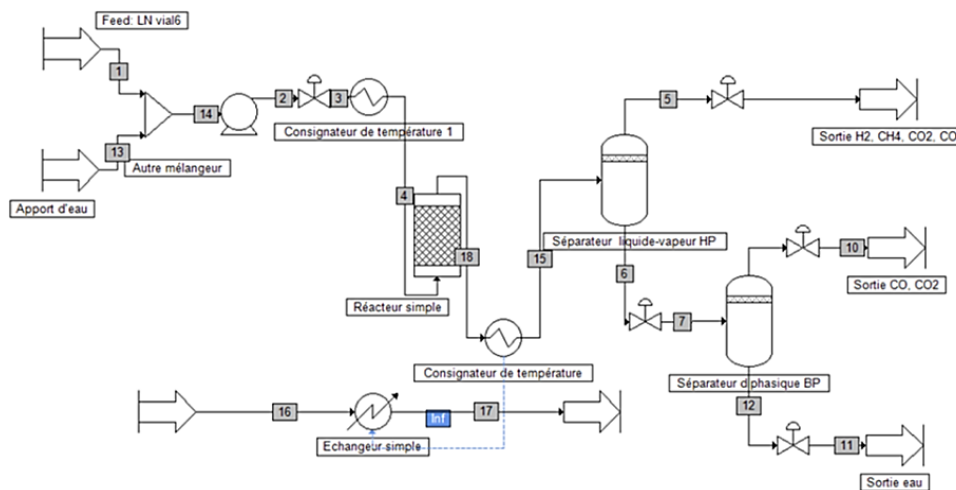 Feed: LN vial6
1
14
2
3
5
Consignateur de température 1
Sortie H2, CH4, CO2, CO
13
Autre mélangeur
Apport d'eau
4
18
15
Séparateur liquide-vapeur HP
6
10
Sortie CO, CO2
Réacteur simple
7
Consignateur de température
Séparateur diphasique BP
16
Inf
17
12
Echangeur simple
11
Sortie eau